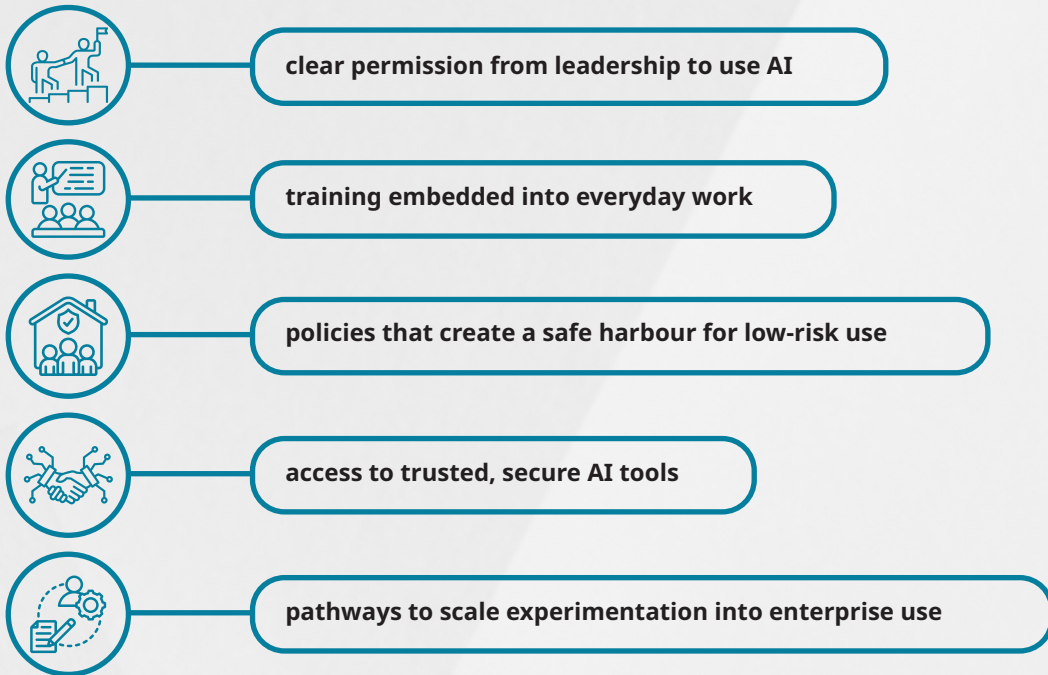 clear permission from leadership to use AI
training embedded into everyday work
policies that create a safe harbour for low-risk use
access to trusted, secure AI tools
pathways to scale experimentation into enterprise use